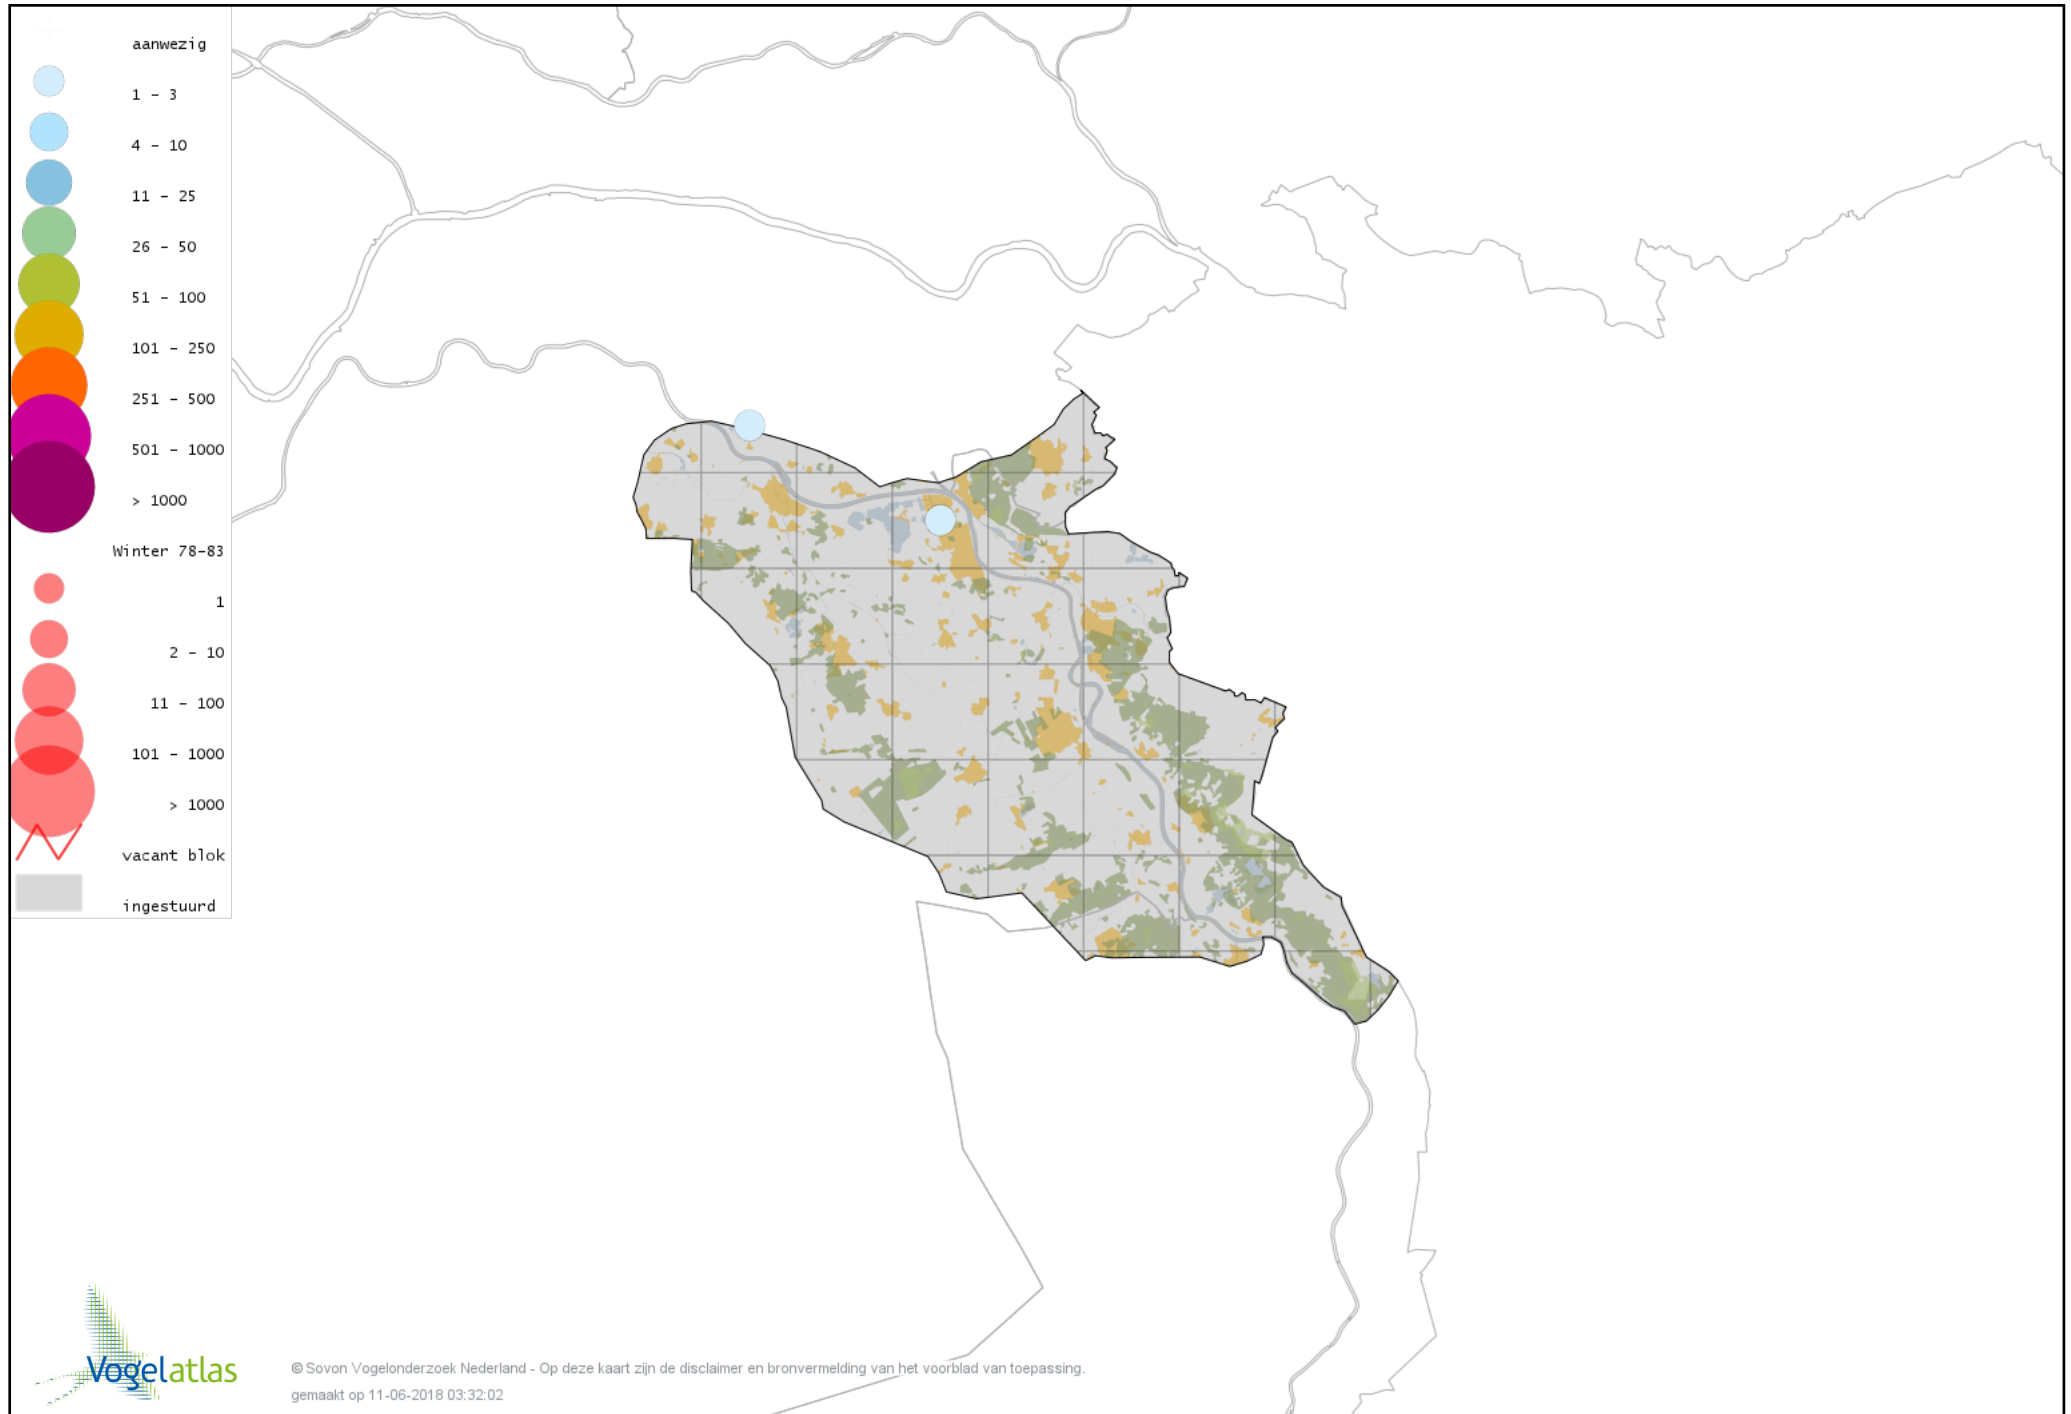 aanwezig
1 - 3
4 - 10
11 - 25
26 - 50
51 - 100
101 - 250
251 - 500
501 - 1000
> 1000
Winter 78-83
1
2 - 10
11 - 100
101 - 1000
> 1000
vacant blok
ingestuurd
Vogelatlas
© Sovon Vogelonderzoek Nederland - Op deze kaart zijn de disclaimer en bronvermelding van het voorblad van toepassing.
gemaakt op 11-06-2018 03:32:02